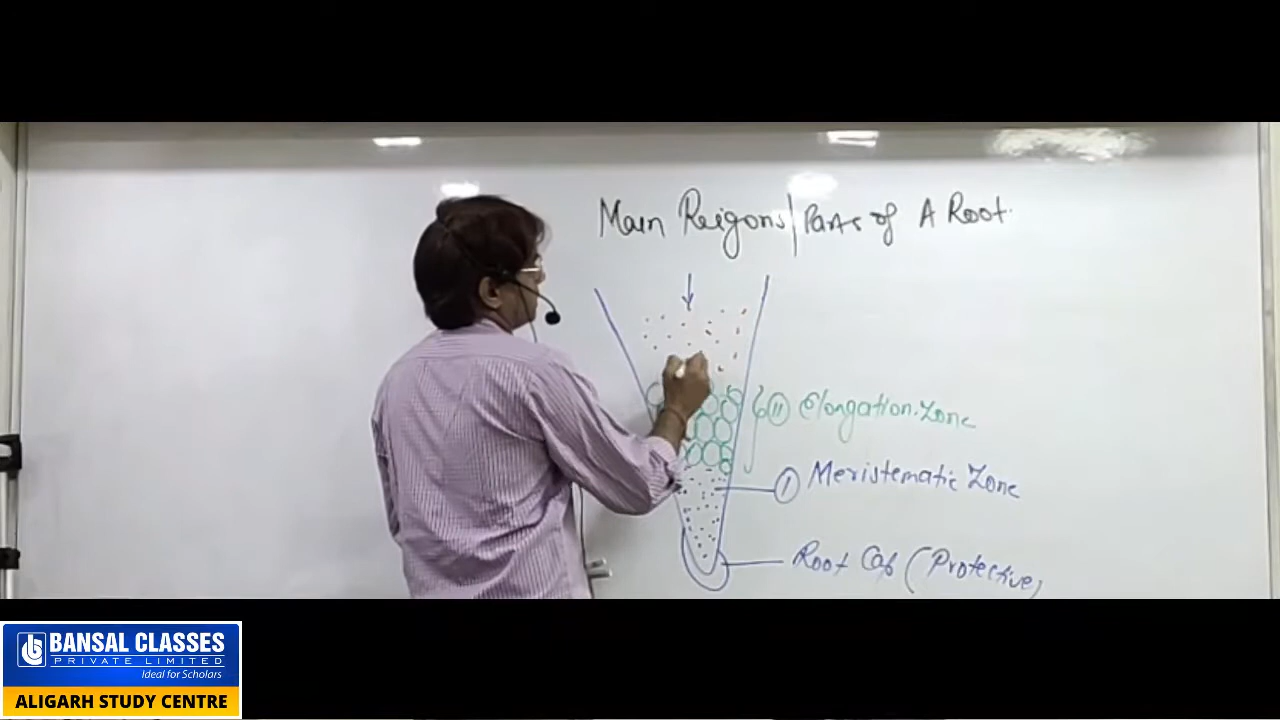 Main Reigons/Parts of A Root.
II Elongation Zone
I Meristematic Zone
Root Cap (Protective)
BANSAL CLASSES
PRIVATE LIMITED
Ideal for Scholars
ALIGARH STUDY CENTRE